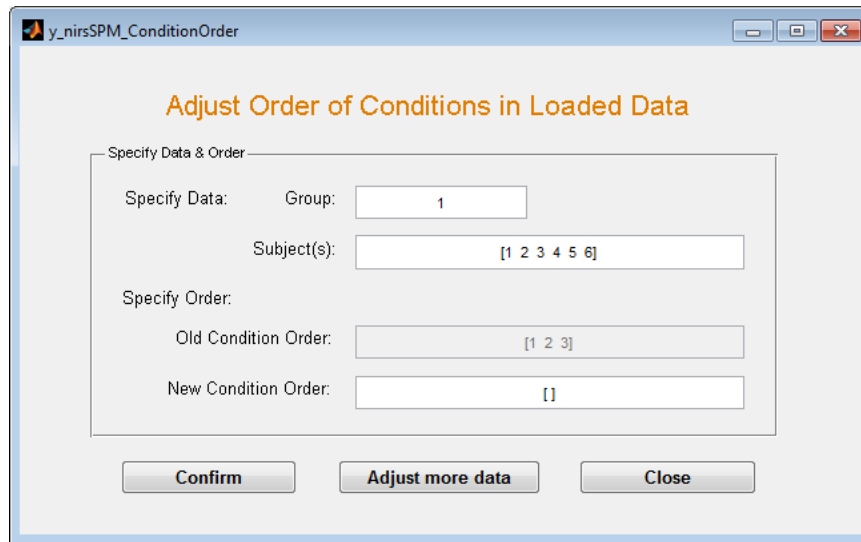 y_nirsSPM_ConditionOrder
Adjust Order of Conditions in Loaded Data
Specify Data & Order
Specify Data: Group: 1
Subject(s): [1 2 3 4 5 6]
Specify Order:
Old Condition Order: [1 2 3]
New Condition Order: [ ]
Confirm Adjust more data Close